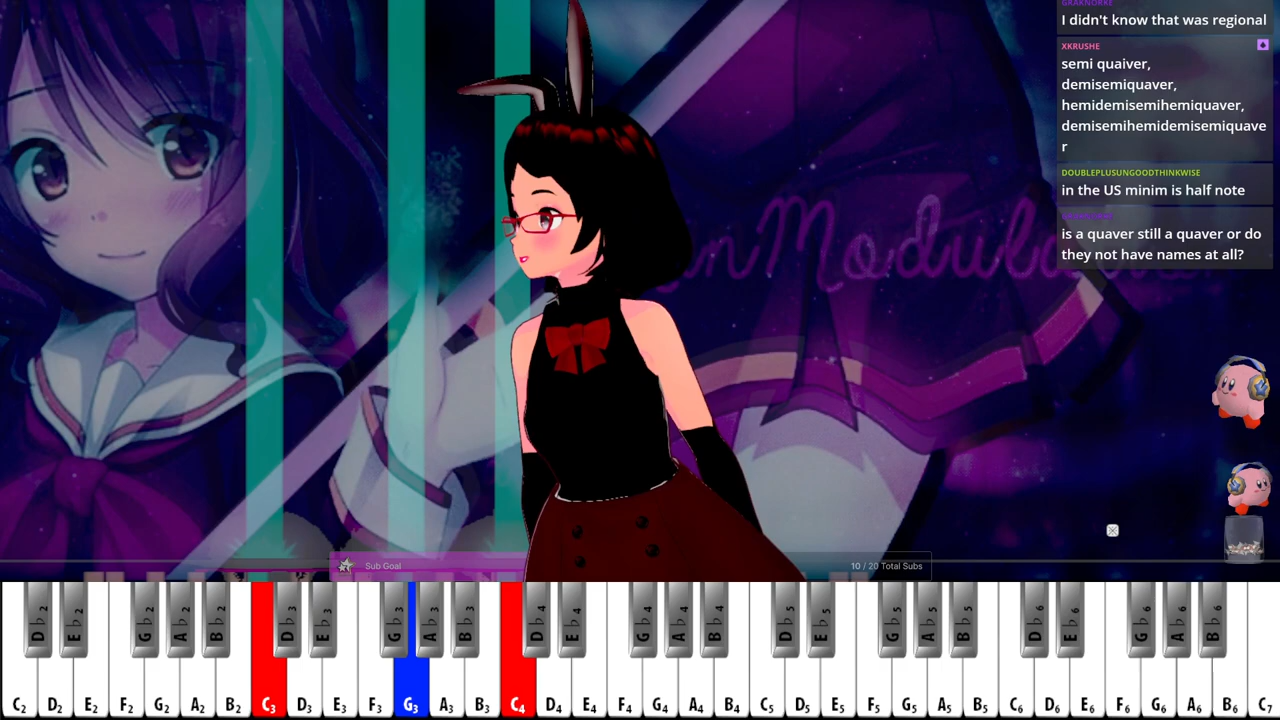 GRAKNORKE
I didn't know that was regional
XKRUSHE
semi quaiver,
demisemiquaver,
hemidemisemihemiquaver,
demisemihemidemisemiquave
r
DOUBLEPLUSUNGOODTHINKWISE
in the US minim is half note
is a quaver still a quaver or do
they not have names at all?
Sub Goal
10 / 20 Total Subs
D♭2 E♭2 G♭2 A♭2 B♭2 D♭3 E♭3 G♭3 A♭3 B♭3 D♭4 E♭4 G♭4 A♭4 B♭4 D♭5 E♭5 G♭5 A♭5 B♭5 D♭6 E♭6 G♭6 A♭6 B♭6
C2 D2 E2 F2 G2 A2 B2 C3 D3 E3 F3 G3 A3 B3 C4 D4 E4 F4 G4 A4 B4 C5 D5 E5 F5 G5 A5 B5 C6 D6 E6 F6 G6 A6 B6 C7